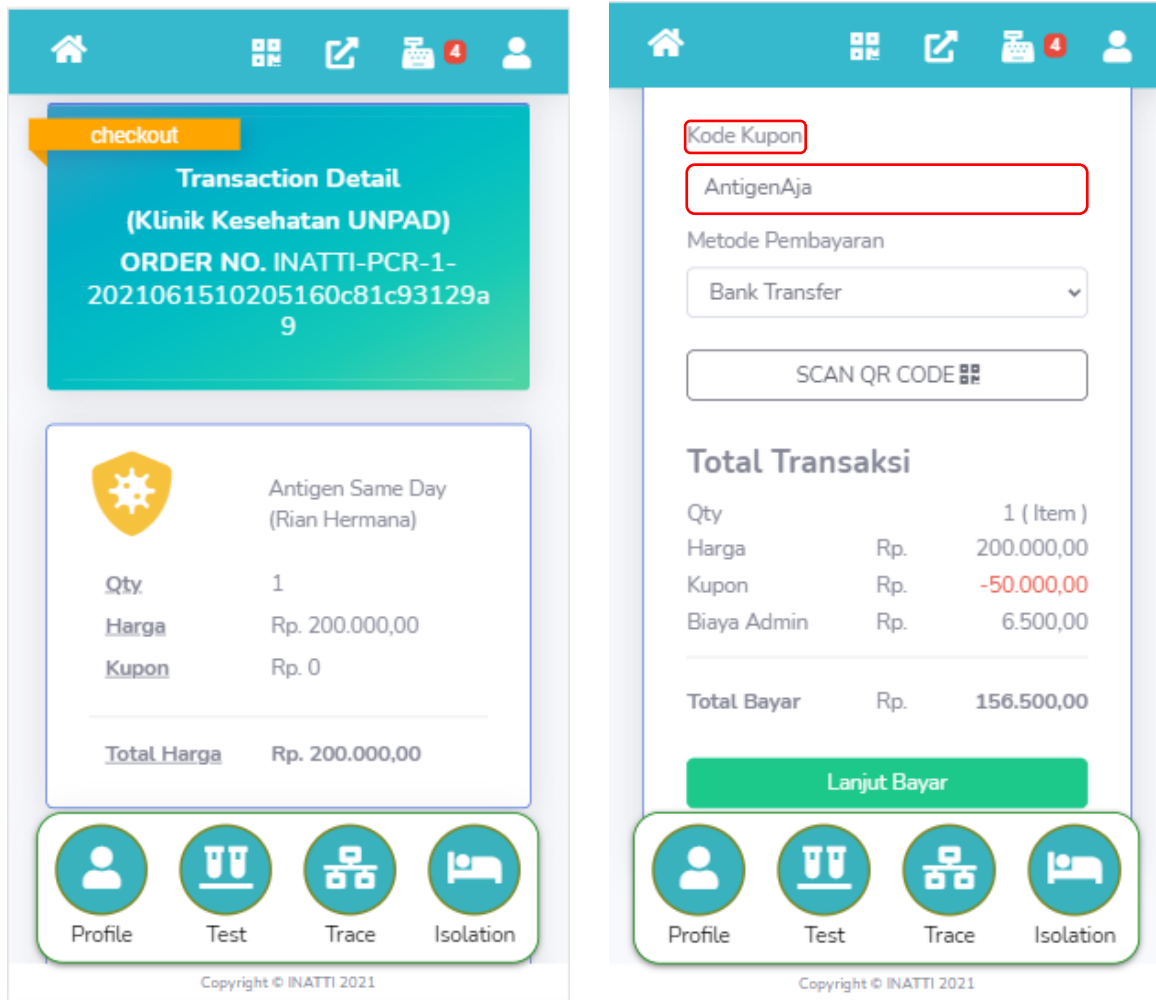 4
checkout
Transaction Detail
(Klinik Kesehatan UNPAD)
ORDER NO. INATTI-PCR-1-
2021061510205160c81c93129a
9
Antigen Same Day
(Rian Hermana)
Qty 1
Harga Rp. 200.000,00
Kupon Rp. 0
Total Harga Rp. 200.000,00
Profile Test Trace Isolation
Copyright © INATTI 2021
4
Kode Kupon
AntigenAja
Metode Pembayaran
Bank Transfer
SCAN QR CODE
Total Transaksi
Qty 1 ( Item )
Harga Rp. 200.000,00
Kupon Rp. -50.000,00
Biaya Admin Rp. 6.500,00
Total Bayar Rp. 156.500,00
Lanjut Bayar
Profile Test Trace Isolation
Copyright © INATTI 2021